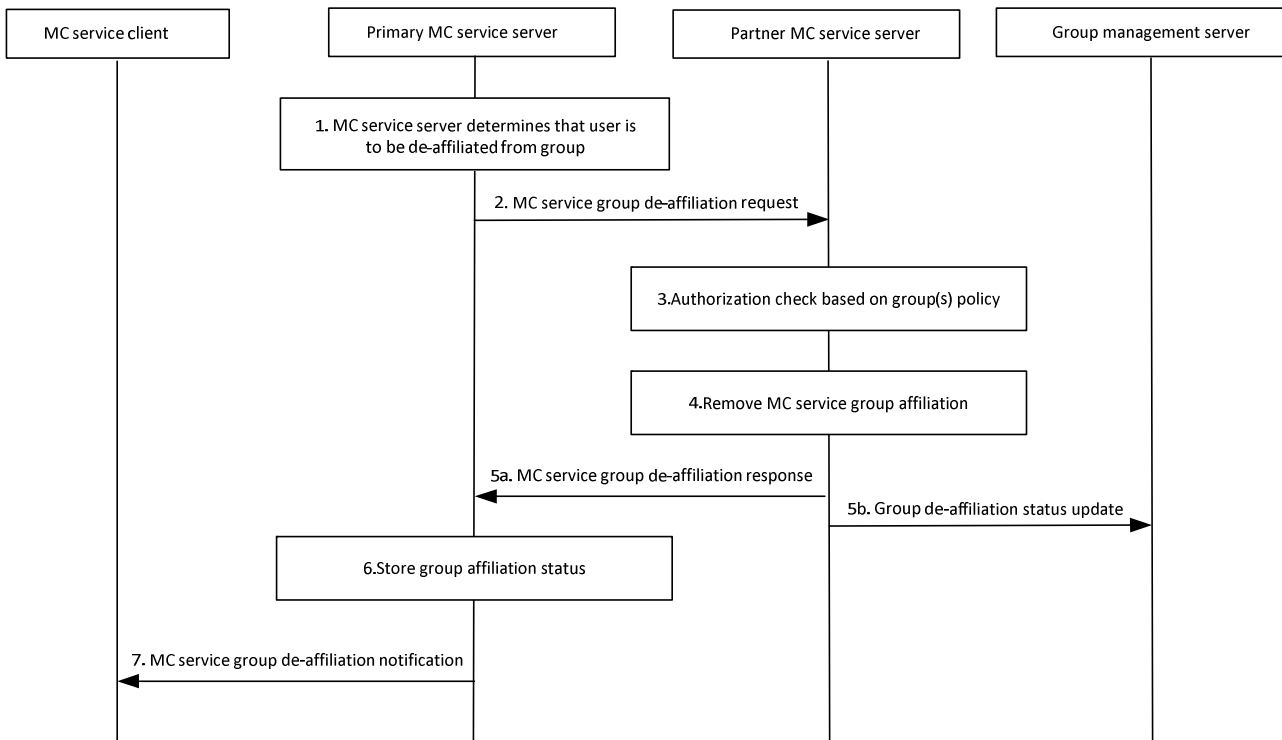 MC service client
Primary MC service server
Partner MC service server
Group management server
1. MC service server determines that user is
to be de-affiliated from group
2. MC service group de-affiliation request
3.Authorization check based on group(s) policy
4.Remove MC service group affiliation
5a. MC service group de-affiliation response
5b. Group de-affiliation status update
6.Store group affiliation status
7. MC service group de-affiliation notification